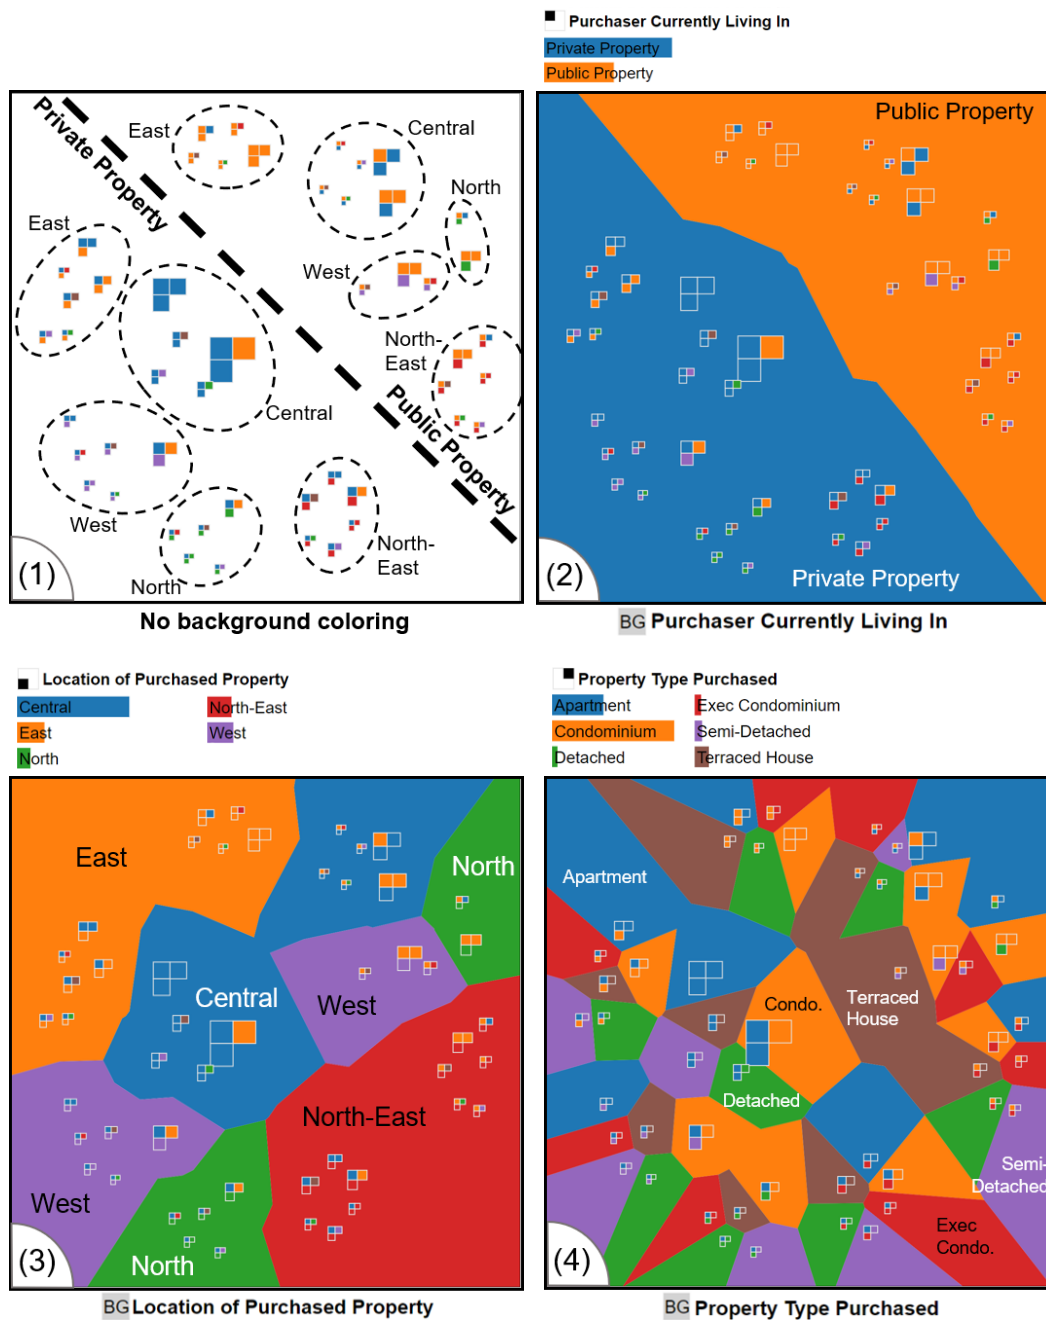 Purchaser Currently Living In
Private Property
Public Property
Private Property
East
Central
North
East
West
North-
East
Central
Public Property
West
North
North-
East
(1)
No background coloring
Public Property
Private Property
(2)
BG Purchaser Currently Living In
Location of Purchased Property
Central
North-East
East
West
North
East
North
Central
West
North-East
West
North
(3)
BG Location of Purchased Property
Property Type Purchased
Apartment
Exec Condominium
Condominium
Semi-Detached
Detached
Terraced House
Apartment
Condo.
Terraced
House
Detached
Semi-
Detached
Exec
Condo.
(4)
BG Property Type Purchased